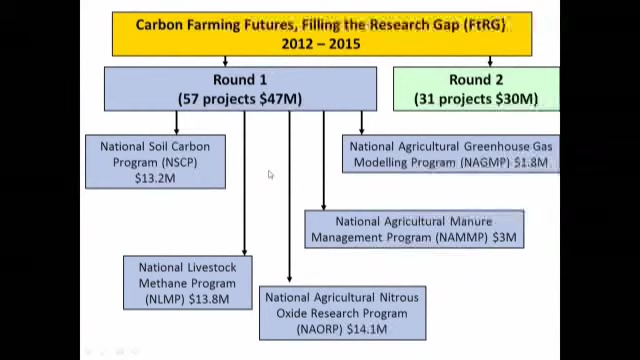 Carbon Farming Futures, Filling the Research Gap (FtRG)
2012 – 2015
Round 1
(57 projects $47M)
Round 2
(31 projects $30M)
National Soil Carbon
Program (NSCP)
$13.2M
National Agricultural Greenhouse Gas
Modelling Program (NAGMP) $1.8M
National Agricultural Manure
Management Program (NAMMP) $3M
National Livestock
Methane Program
(NLMP) $13.8M
National Agricultural Nitrous
Oxide Research Program
(NAORP) $14.1M